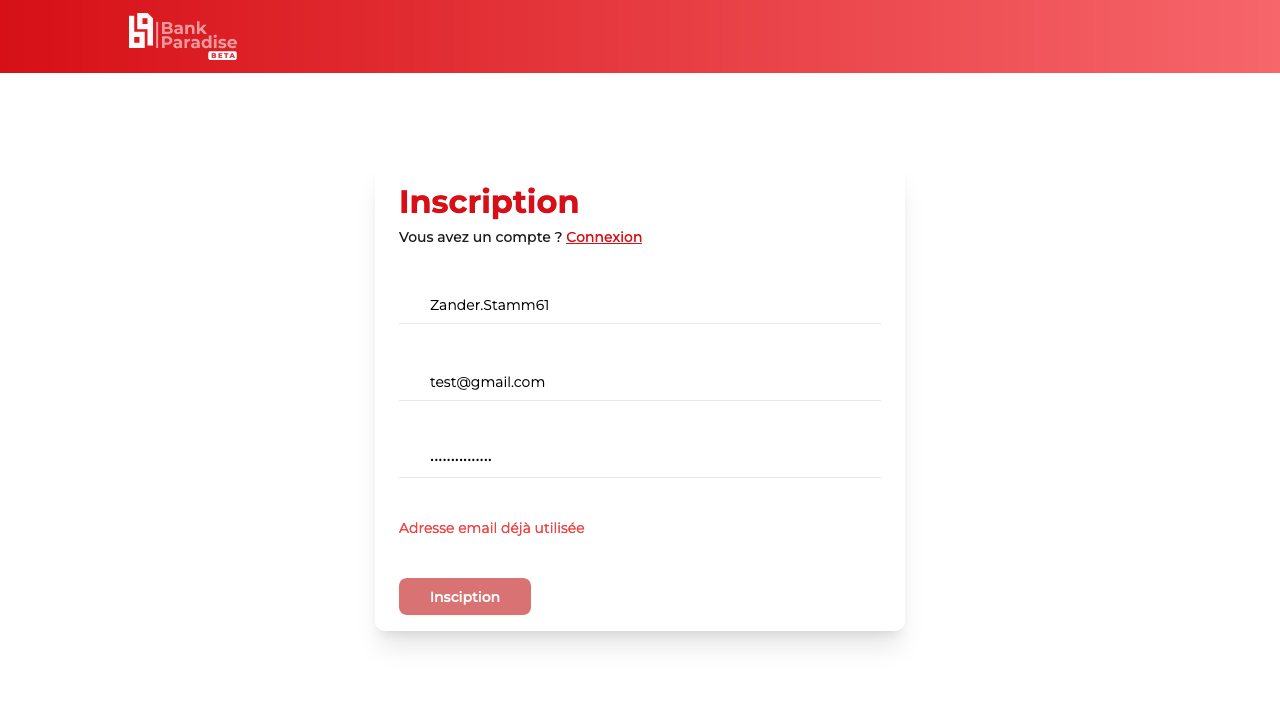 Bank
Paradise
BETA
Inscription
Vous avez un compte ? Connexion
Zander.Stamm61
test@gmail.com
•••••••••••••••
Adresse email déjà utilisée
Insciption